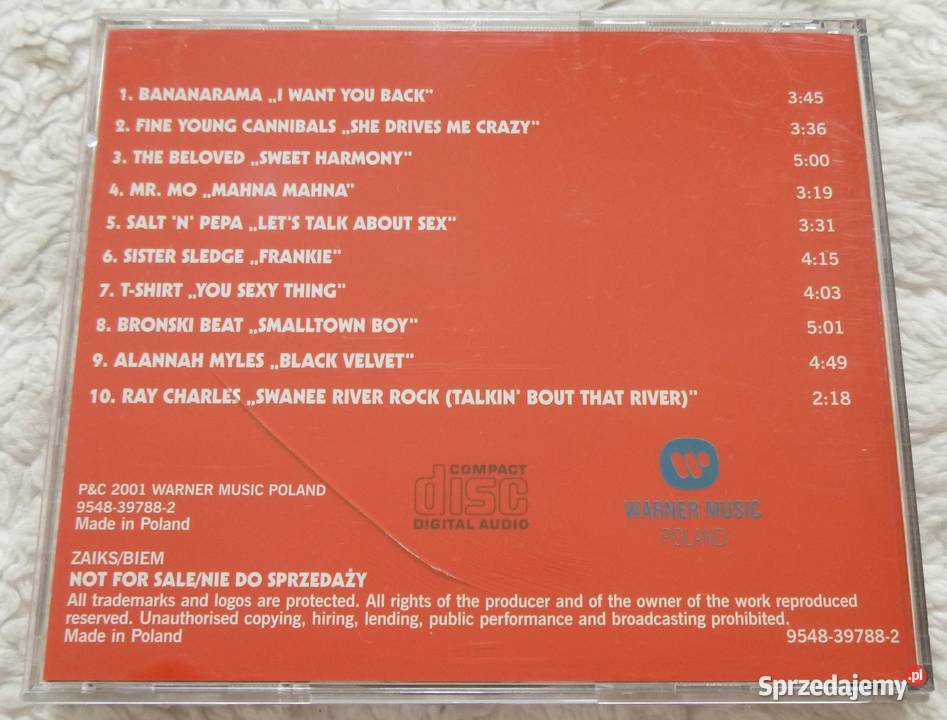 1. BANANARAMA „I WANT YOU BACK" 3:45
2. FINE YOUNG CANNIBALS „SHE DRIVES ME CRAZY" 3:36
3. THE BELOVED „SWEET HARMONY" 5:00
4. MR. MO „MAHNA MAHNA" 3:19
5. SALT 'N' PEPA „LET'S TALK ABOUT SEX" 3:31
6. SISTER SLEDGE „FRANKIE" 4:15
7. T-SHIRT „YOU SEXY THING" 4:03
8. BRONSKI BEAT „SMALLTOWN BOY" 5:01
9. ALANNAH MYLES „BLACK VELVET" 4:49
10. RAY CHARLES „SWANEE RIVER ROCK (TALKIN' BOUT THAT RIVER)" 2:18
P&C 2001 WARNER MUSIC POLAND
9548-39788-2
Made in Poland
COMPACT
disc
DIGITAL AUDIO
WARNER MUSIC
POLAND
ZAIKS/BIEM
NOT FOR SALE/NIE DO SPRZEDAŻY
All trademarks and logos are protected. All rights of the producer and of the owner of the work reproduced
reserved. Unauthorised copying, hiring, lending, public performance and broadcasting prohibited.
Made in Poland 9548-39788-2
Sprzedajemy.pl